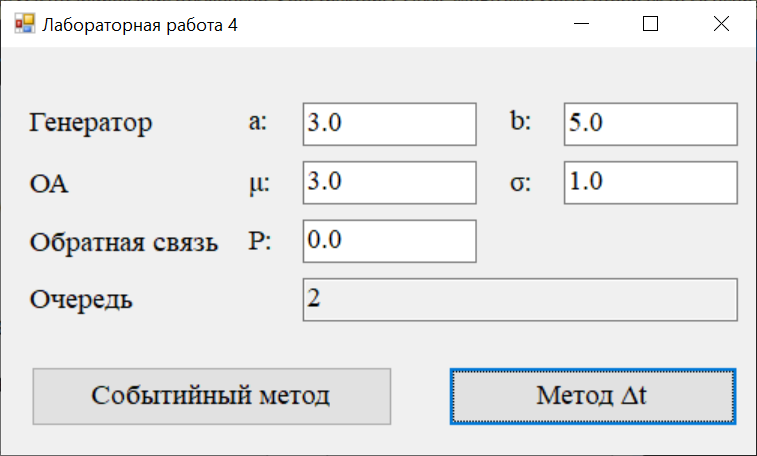 Лабораторная работа 4
Генератор a: 3.0 b: 5.0
ОА μ: 3.0 σ: 1.0
Обратная связь P: 0.0
Очередь 2
Событийный метод Метод Δt